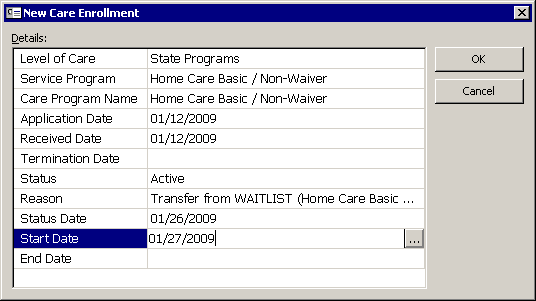 New Care Enrollment
Details:
Level of Care State Programs
Service Program Home Care Basic / Non-Waiver
Care Program Name Home Care Basic / Non-Waiver
Application Date 01/12/2009
Received Date 01/12/2009
Termination Date
Status Active
Reason Transfer from WAITLIST (Home Care Basic ...
Status Date 01/26/2009
Start Date 01/27/2009 ...
End Date
OK
Cancel